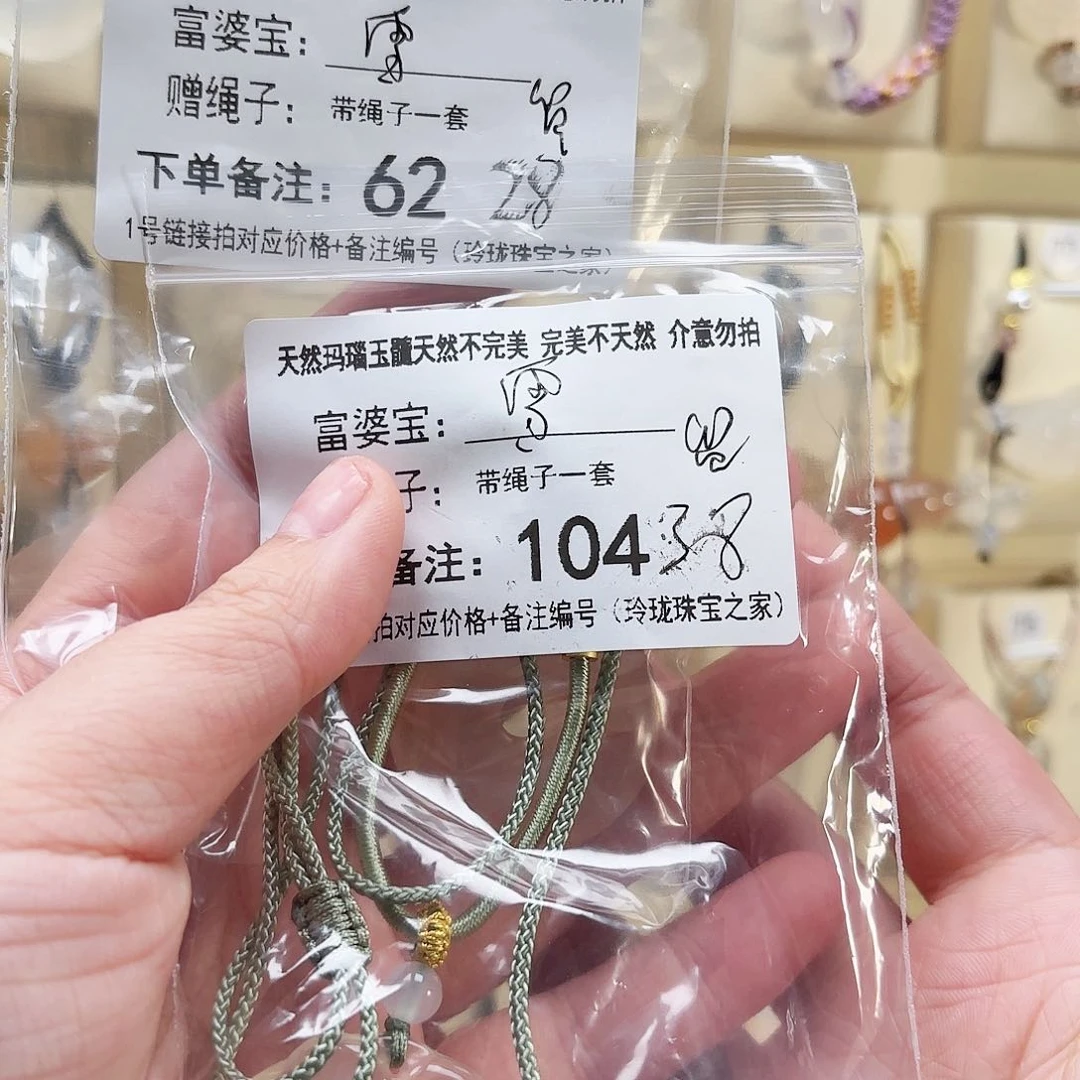 富婆宝：
赠绳子： 带绳子一套
下单备注： 62 28
1号链接拍对应价格+备注编号（玲珑珠宝之家）
天然玛瑙玉髓天然不完美 完美不天然 介意勿拍
富婆宝：
子： 带绳子一套
备注： 104 38
拍对应价格+备注编号（玲珑珠宝之家）